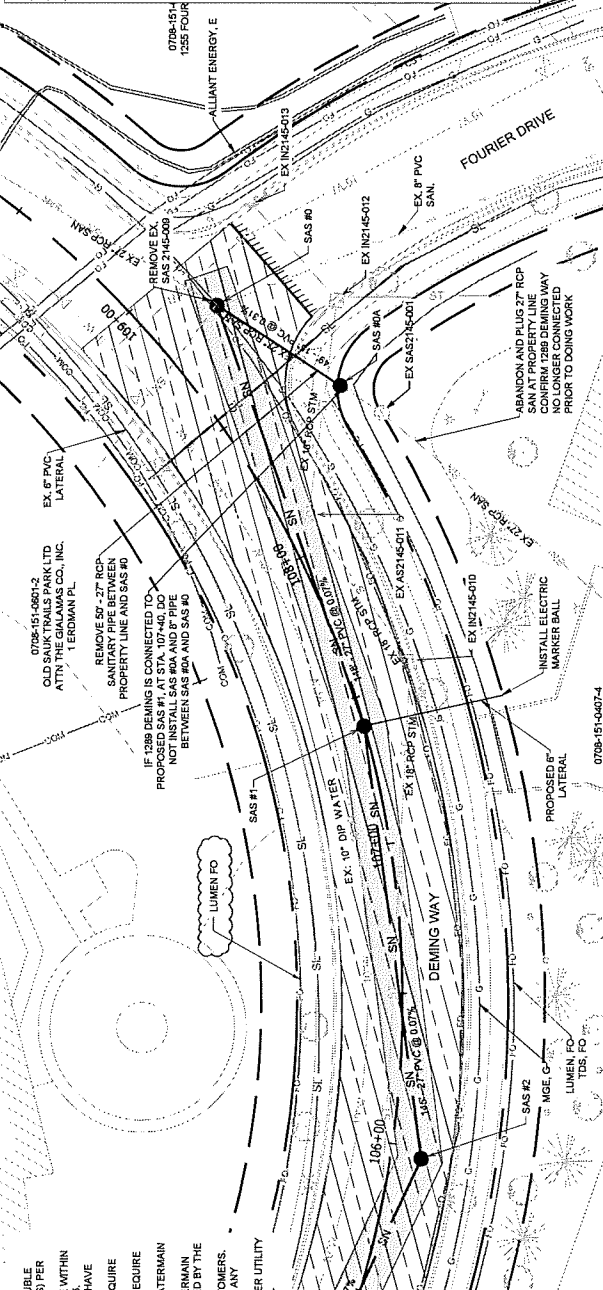 UBLE
) PER
WITHIN
S.
HAVE
QUIRE
EQUIRE
ATERMAIN
ERMAIN
D BY THE
OMERS.
ANY
ER UTILITY
0708-151-0601-2
OLD SAUK TRAILS PARK LTD
ATTN THE GIALAMAS CO., INC.
1 ERDMAN PL
EX. 6" PVC
LATERAL
REMOVE 50' - 27" RCP
SANITARY PIPE BETWEEN
PROPERTY LINE AND SAS #0
IF 1289 DEMING IS CONNECTED TO
PROPOSED SAS #1, AT STA. 107+40, DO
NOT INSTALL SAS #0A AND 8" PIPE
BETWEEN SAS #0A AND SAS #0
SAS #1
LUMEN FO
EX. 10" DIP WATER
106+00
107+00
108+00
109+00
145' - 27" PVC @ 0.07%
148' - 27" PVC @ 0.07%
DEMING WAY
SAS #2
MGE, G
LUMEN, FO
TDS, FO
EX 18" RCP STM
EX 18" RCP STM
EX 18" RCP STM
EX 27" RCP SAN
REMOVE EX.
SAS 2145-009
SAS #0
EX IN2145-013
ALLIANT ENERGY, E
0708-151-
1255 FOUR
FOURIER DRIVE
EX. 8" PVC
SAN.
EX IN2145-012
SAS #0A
EX SAS2145-001
ABANDON AND PLUG 27" RCP
SAN AT PROPERTY LINE
CONFIRM 1289 DEMING WAY
NO LONGER CONNECTED
PRIOR TO DOING WORK
EX 27" RCP SAN
EX AS2145-011
EX IN2145-010
INSTALL ELECTRIC
MARKER BALL
PROPOSED 6"
LATERAL
0708-151-0407-4